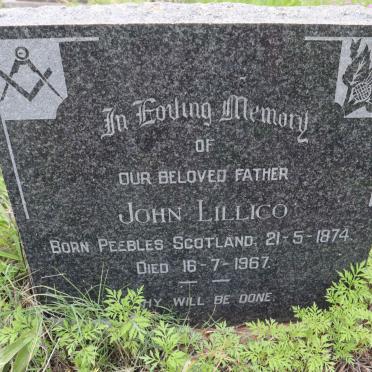 In Loving Memory
OF
OUR BELOVED FATHER
JOHN LILLICO
BORN PEEBLES SCOTLAND, 21-5-1874.
DIED 16-7-1967.
THY WILL BE DONE.